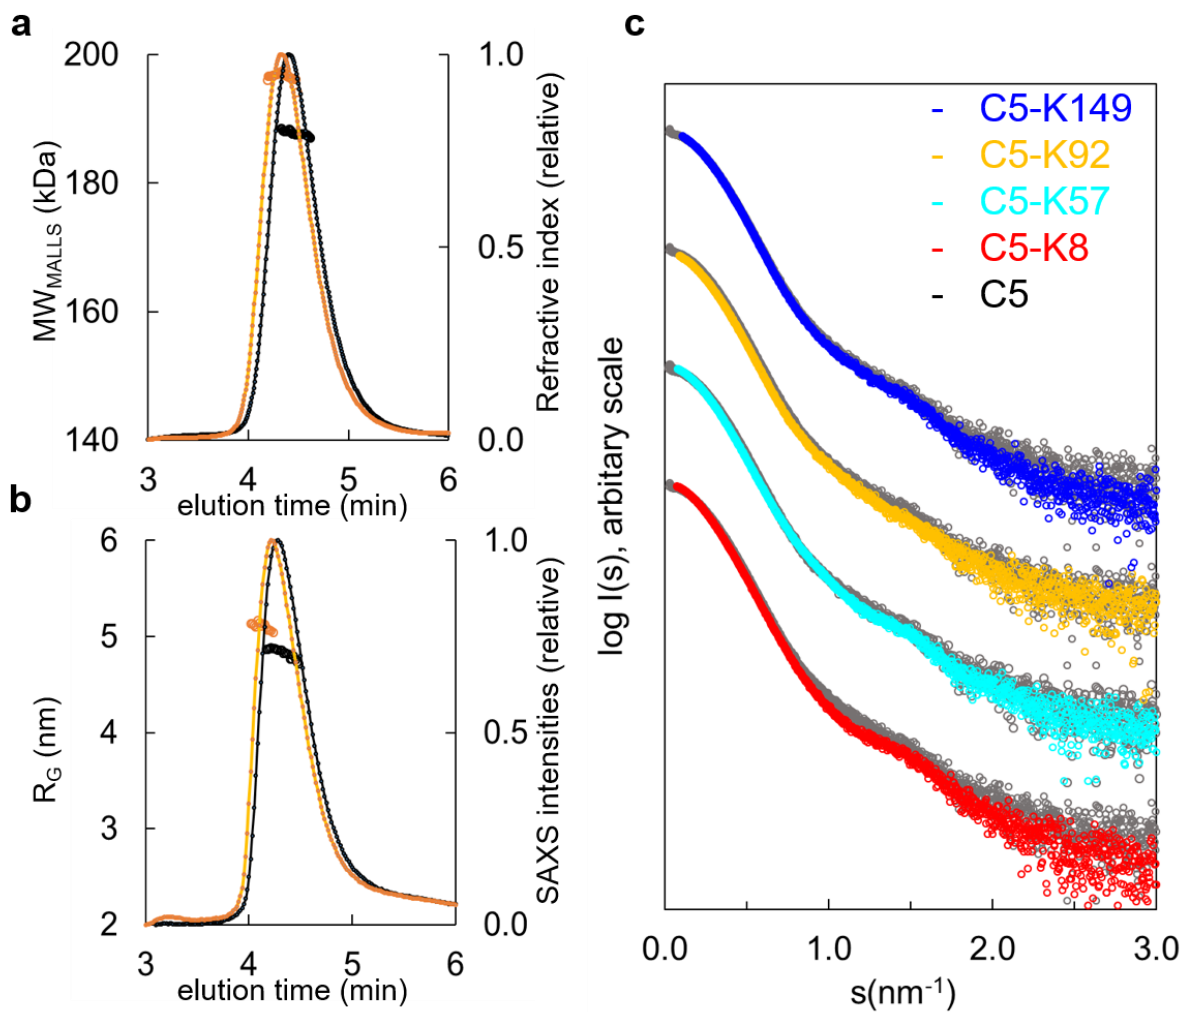 a
200
180
160
140
MW_MALLS (kDa)
1.0
0.5
0.0
Refractive index (relative)
3 4 5 6
elution time (min)
b
6
5
4
3
2
R_G (nm)
1.0
0.5
0.0
SAXS intensities (relative)
3 4 5 6
elution time (min)
c
- C5-K149
- C5-K92
- C5-K57
- C5-K8
- C5
log I(s), arbitary scale
0.0 1.0 2.0 3.0
s(nm⁻¹)